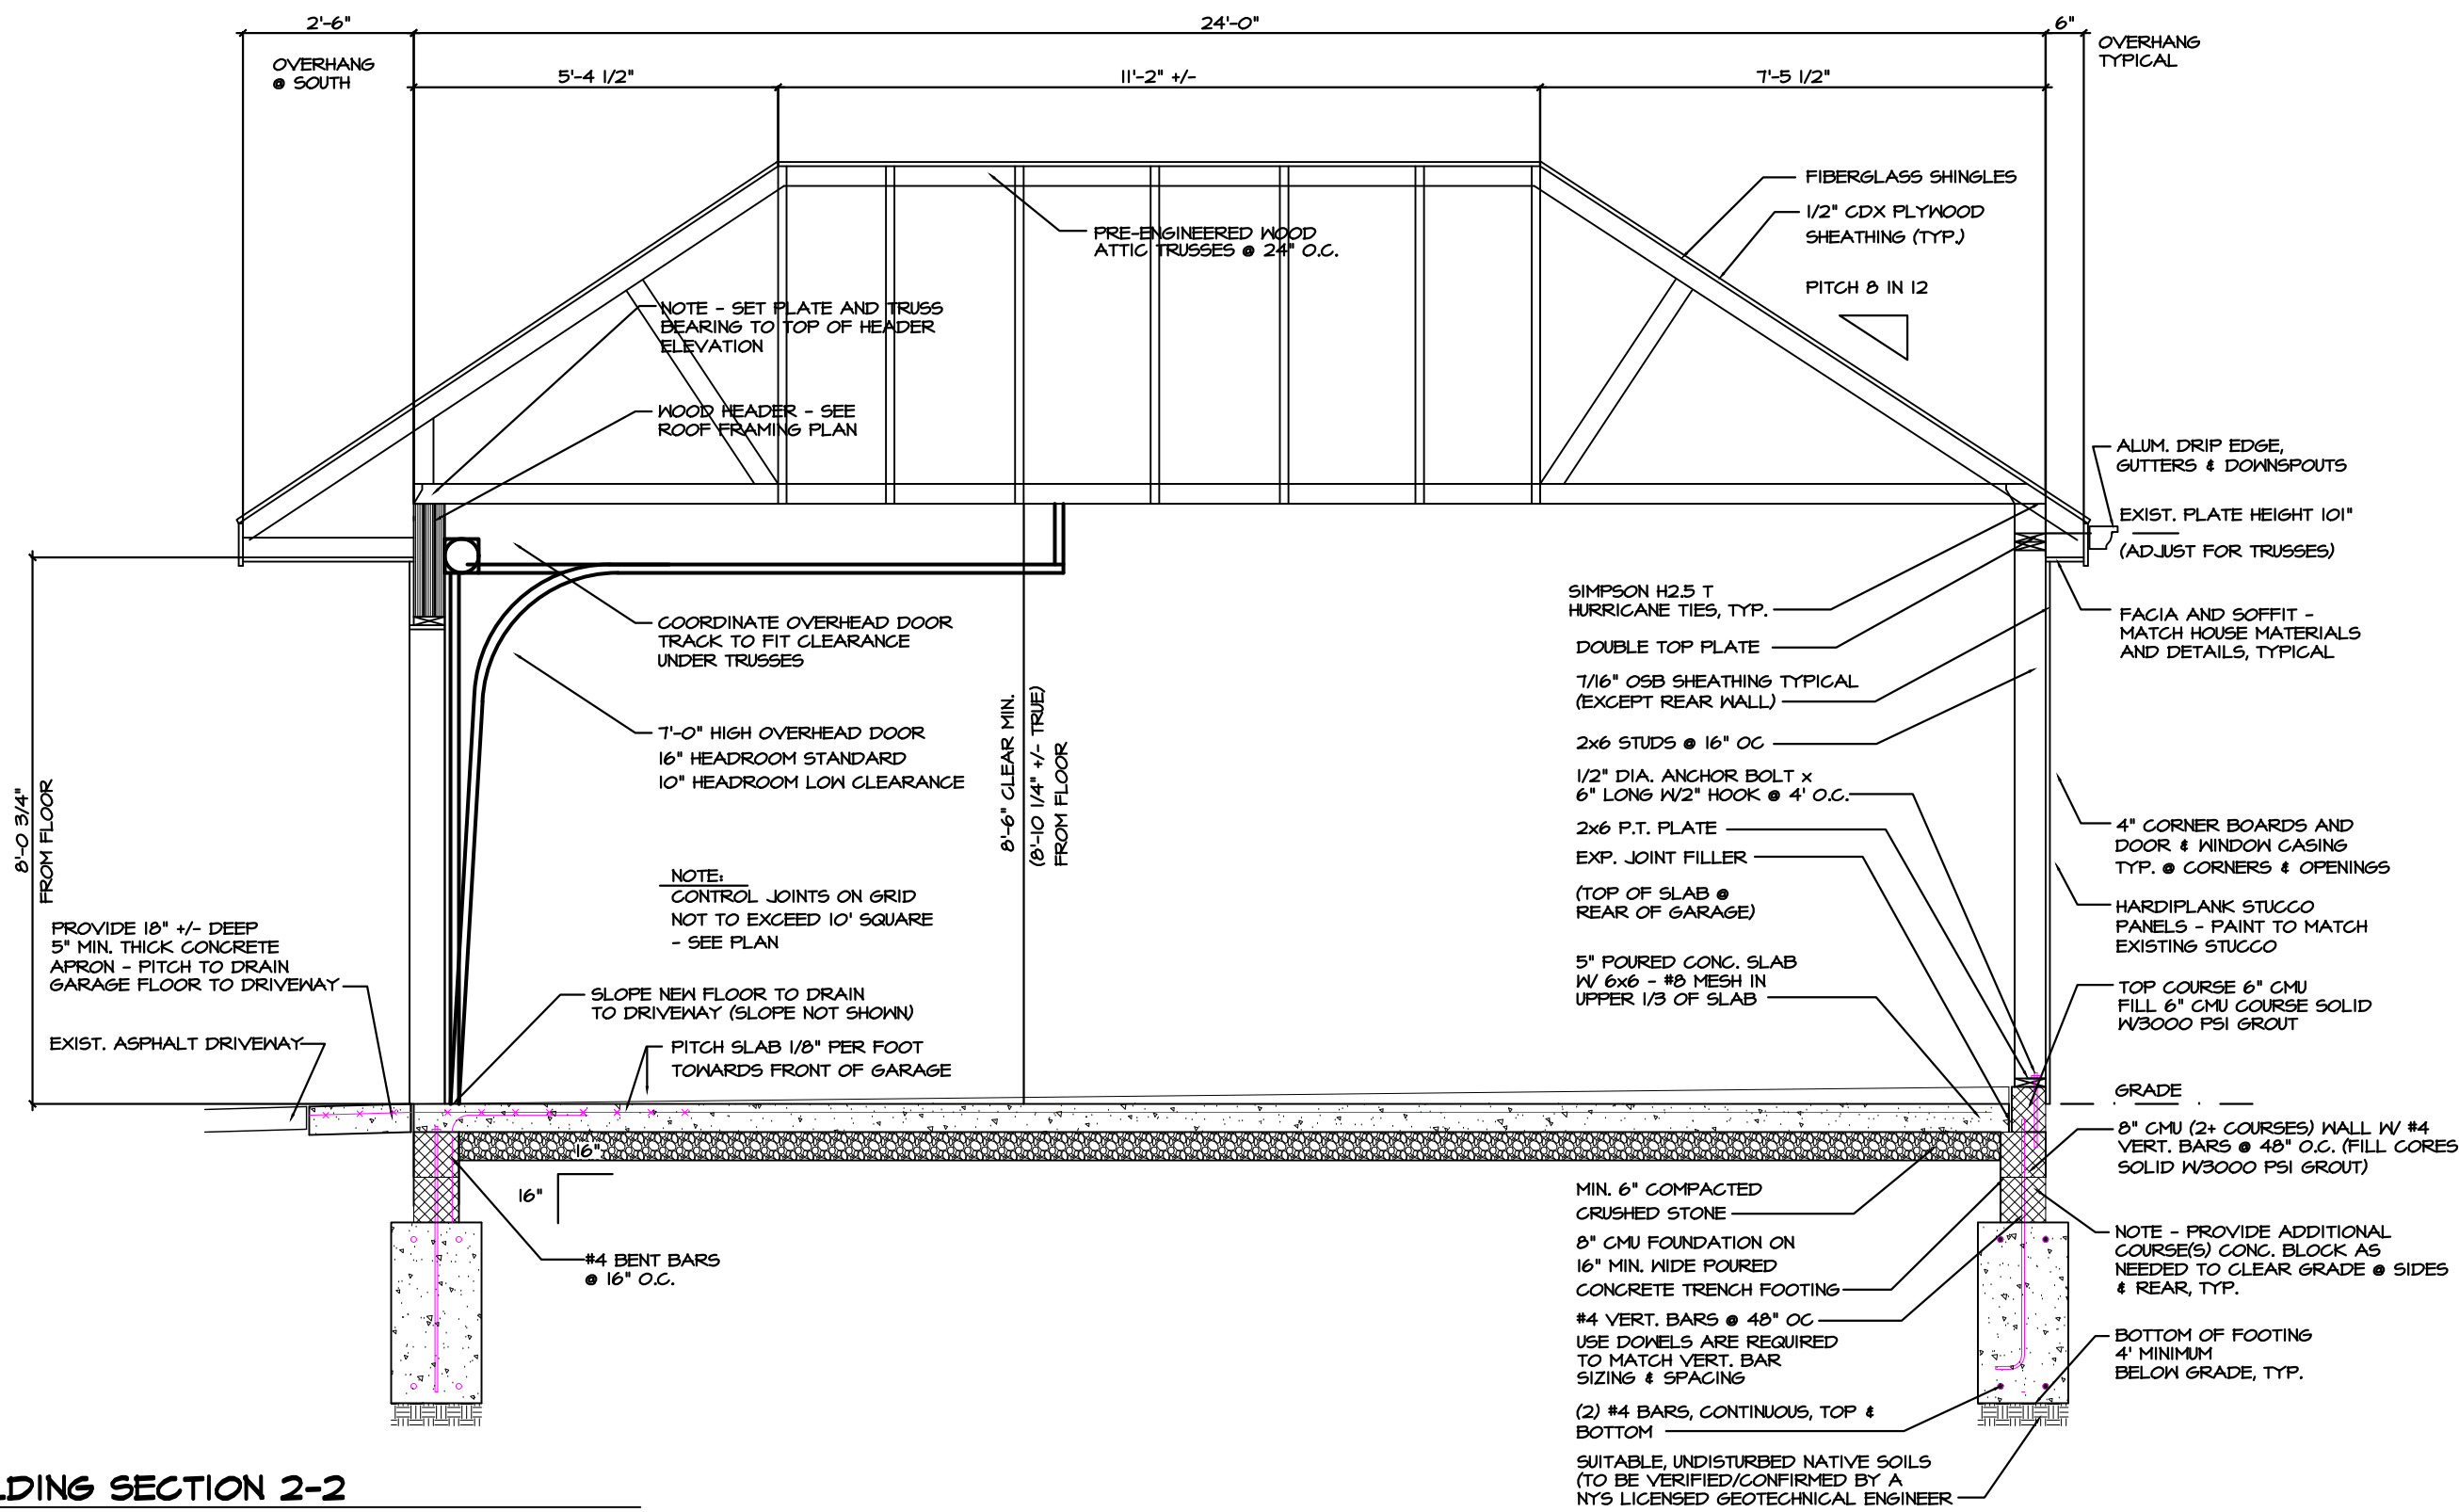 2'-6"
24'-0"
6"
OVERHANG
@ SOUTH
OVERHANG
TYPICAL
5'-4 1/2"
11'-2" +/-
7'-5 1/2"
FIBERGLASS SHINGLES
1/2" CDX PLYWOOD
SHEATHING (TYP.)
PITCH 8 IN 12
PRE-ENGINEERED WOOD
ATTIC TRUSSES @ 24" O.C.
NOTE - SET PLATE AND TRUSS
BEARING TO TOP OF HEADER
ELEVATION
WOOD HEADER - SEE
ROOF FRAMING PLAN
ALUM. DRIP EDGE,
GUTTERS & DOWNSPOUTS
EXIST. PLATE HEIGHT 101"
(ADJUST FOR TRUSSES)
FACIA AND SOFFIT -
MATCH HOUSE MATERIALS
AND DETAILS, TYPICAL
COORDINATE OVERHEAD DOOR
TRACK TO FIT CLEARANCE
UNDER TRUSSES
7'-0" HIGH OVERHEAD DOOR
16" HEADROOM STANDARD
10" HEADROOM LOW CLEARANCE
8'-6" CLEAR MIN.
(8'-10 1/4" +/- TRUE)
FROM FLOOR
8'-0 3/4"
FROM FLOOR
SIMPSON H2.5 T
HURRICANE TIES, TYP.
DOUBLE TOP PLATE
7/16" OSB SHEATHING TYPICAL
(EXCEPT REAR WALL)
2x6 STUDS @ 16" OC
1/2" DIA. ANCHOR BOLT x
6" LONG W/2" HOOK @ 4' O.C.
2x6 P.T. PLATE
EXP. JOINT FILLER
(TOP OF SLAB @
REAR OF GARAGE)
5" POURED CONC. SLAB
W/ 6x6 - #8 MESH IN
UPPER 1/3 OF SLAB
4" CORNER BOARDS AND
DOOR & WINDOW CASING
TYP. @ CORNERS & OPENINGS
HARDIPLANK STUCCO
PANELS - PAINT TO MATCH
EXISTING STUCCO
TOP COURSE 6" CMU
FILL 6" CMU COURSE SOLID
W/3000 PSI GROUT
GRADE
8" CMU (2+ COURSES) WALL W/ #4
VERT. BARS @ 48" O.C. (FILL CORES
SOLID W/3000 PSI GROUT)
NOTE - PROVIDE ADDITIONAL
COURSE(S) CONC. BLOCK AS
NEEDED TO CLEAR GRADE @ SIDES
& REAR, TYP.
BOTTOM OF FOOTING
4' MINIMUM
BELOW GRADE, TYP.
NOTE:
CONTROL JOINTS ON GRID
NOT TO EXCEED 10' SQUARE
- SEE PLAN
PROVIDE 18" +/- DEEP
5" MIN. THICK CONCRETE
APRON - PITCH TO DRAIN
GARAGE FLOOR TO DRIVEWAY
EXIST. ASPHALT DRIVEWAY
SLOPE NEW FLOOR TO DRAIN
TO DRIVEWAY (SLOPE NOT SHOWN)
PITCH SLAB 1/8" PER FOOT
TOWARDS FRONT OF GARAGE
16"
16"
#4 BENT BARS
@ 16" O.C.
MIN. 6" COMPACTED
CRUSHED STONE
8" CMU FOUNDATION ON
16" MIN. WIDE POURED
CONCRETE TRENCH FOOTING
#4 VERT. BARS @ 48" OC
USE DOWELS ARE REQUIRED
TO MATCH VERT. BAR
SIZING & SPACING
(2) #4 BARS, CONTINUOUS, TOP &
BOTTOM
SUITABLE, UNDISTURBED NATIVE SOILS
(TO BE VERIFIED/CONFIRMED BY A
NYS LICENSED GEOTECHNICAL ENGINEER
LDING SECTION 2-2